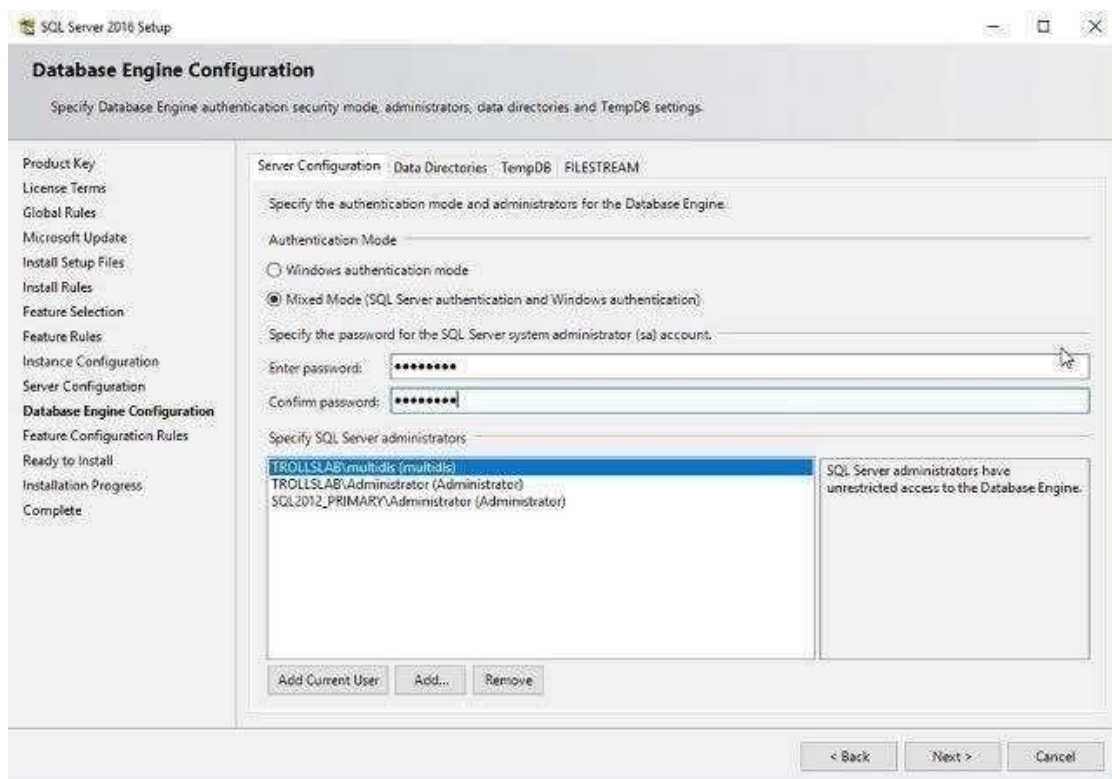 SQL Server 2016 Setup
Database Engine Configuration
Specify Database Engine authentication security mode, administrators, data directories and TempDB settings.
Product Key
License Terms
Global Rules
Microsoft Update
Install Setup Files
Install Rules
Feature Selection
Feature Rules
Instance Configuration
Server Configuration
Database Engine Configuration
Feature Configuration Rules
Ready to Install
Installation Progress
Complete
Server Configuration Data Directories TempDB FILESTREAM
Specify the authentication mode and administrators for the Database Engine.
Authentication Mode
Windows authentication mode
Mixed Mode (SQL Server authentication and Windows authentication)
Specify the password for the SQL Server system administrator (sa) account.
Enter password: ●●●●●●●●
Confirm password: ●●●●●●●●
Specify SQL Server administrators
TROLLSLAB\multidis (multidis)
TROLLSLAB\Administrator (Administrator)
SQL2012_PRIMARY\Administrator (Administrator)
SQL Server administrators have
unrestricted access to the Database Engine.
Add Current User Add... Remove
< Back Next > Cancel